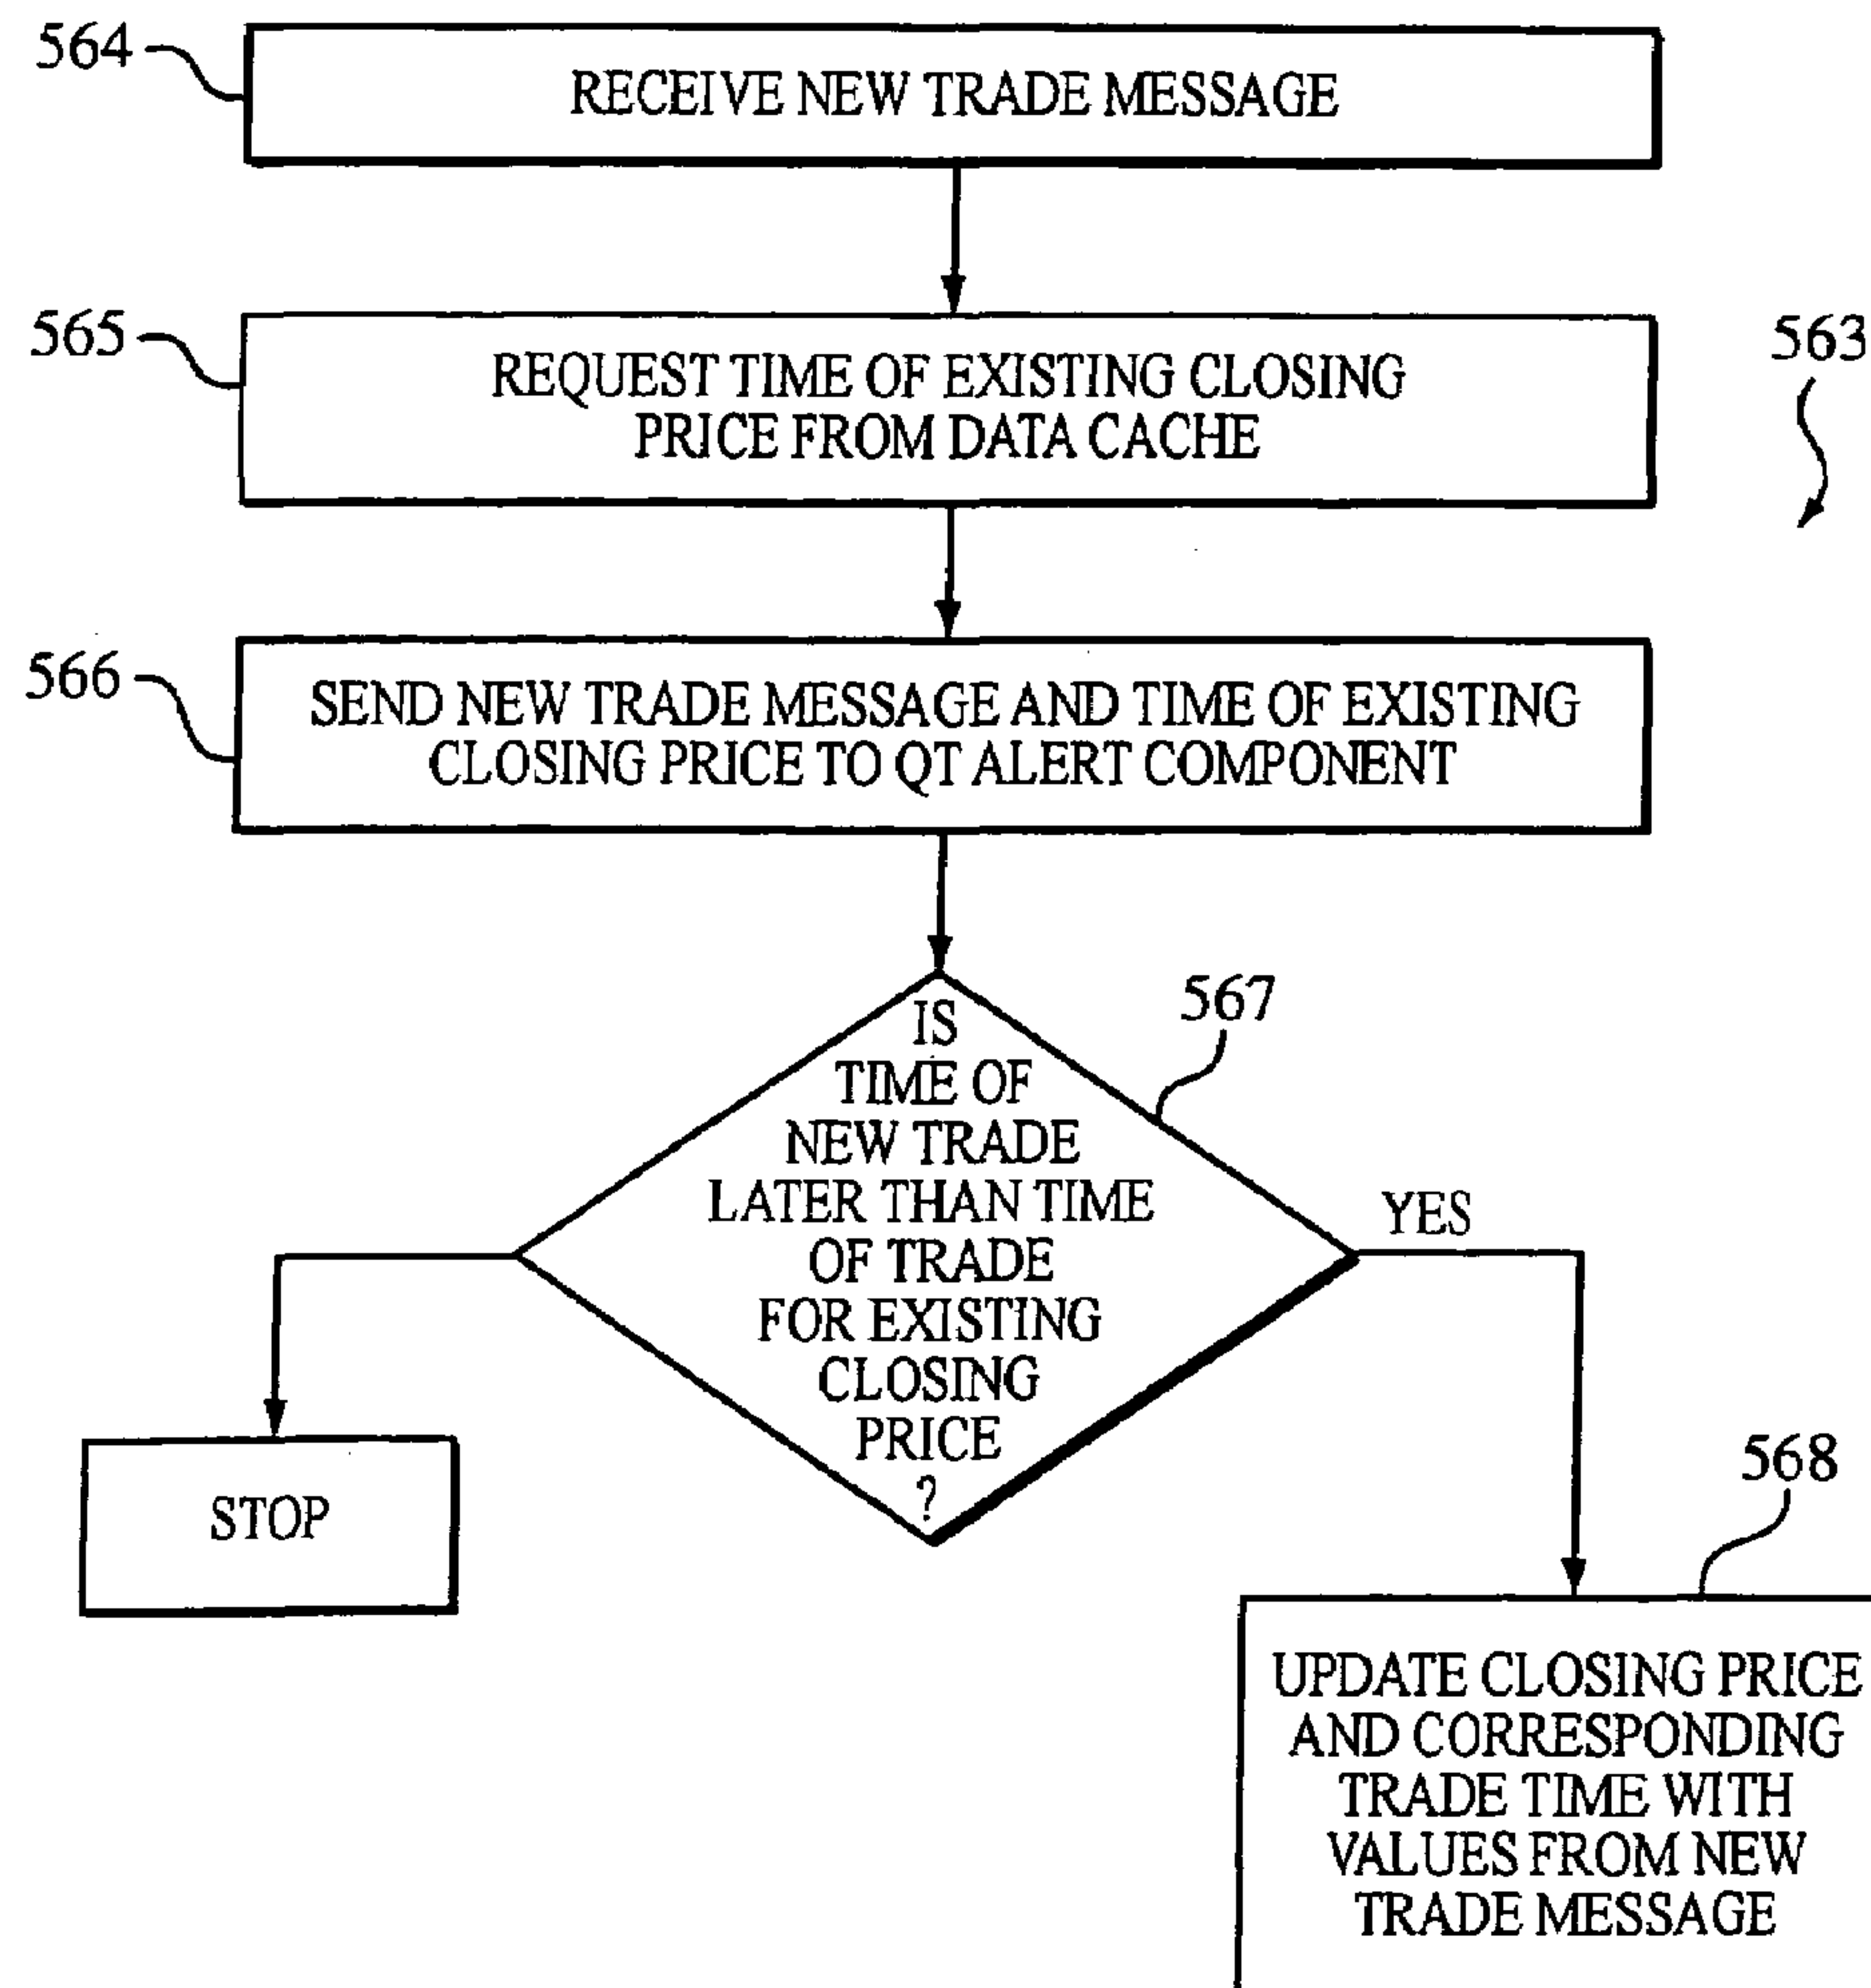 564
RECEIVE NEW TRADE MESSAGE
565
REQUEST TIME OF EXISTING CLOSING
PRICE FROM DATA CACHE
563
566
SEND NEW TRADE MESSAGE AND TIME OF EXISTING
CLOSING PRICE TO QT ALERT COMPONENT
567
IS
TIME OF
NEW TRADE
LATER THAN TIME
OF TRADE
FOR EXISTING
CLOSING
PRICE
?
YES
STOP
568
UPDATE CLOSING PRICE
AND CORRESPONDING
TRADE TIME WITH
VALUES FROM NEW
TRADE MESSAGE